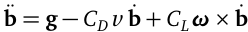 b̈ = g − C_D v ḃ + C_L ω × ḃ